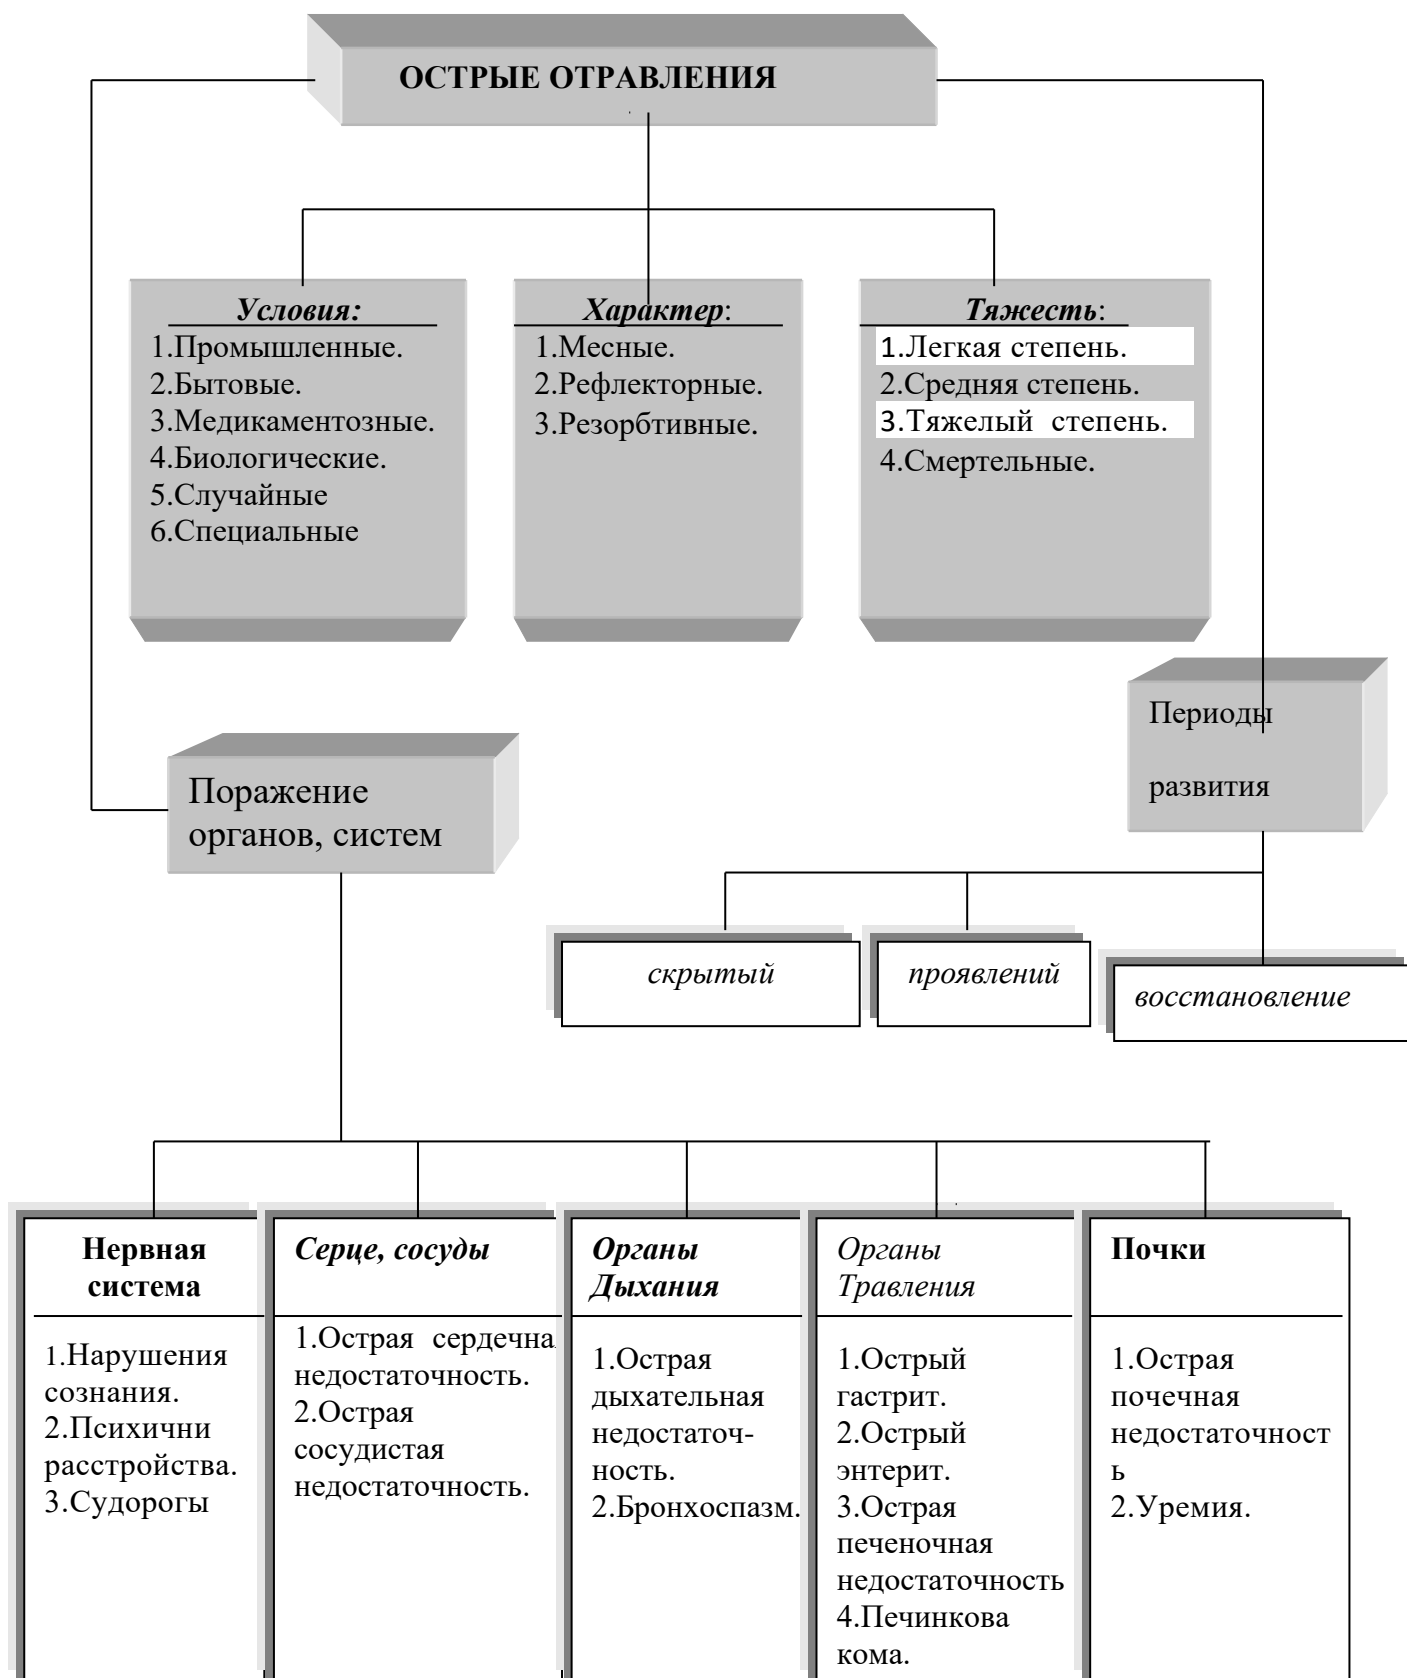 ОСТРЫЕ ОТРАВЛЕНИЯ
Условия:
1.Промышленные.
2.Бытовые.
3.Медикаментозные.
4.Биологические.
5.Случайные
6.Специальные
Характер:
1.Месные.
2.Рефлекторные.
3.Резорбтивные.
Тяжесть:
1.Легкая степень.
2.Средняя степень.
3.Тяжелый степень.
4.Смертельные.
Периоды
развития
Поражение
органов, систем
скрытый
проявлений
восстановление
Нервная
система
1.Нарушения
сознания.
2.Психични
расстройства.
3.Судорогы
Серце, сосуды
1.Острая сердечна
недостаточность.
2.Острая
сосудистая
недостаточность.
Органы
Дыхания
1.Острая
дыхательная
недостаточ-
ность.
2.Бронхоспазм.
Органы
Травления
1.Острый
гастрит.
2.Острый
энтерит.
3.Острая
печеночная
недостаточность
4.Печинкова
кома.
Почки
1.Острая
почечная
недостаточност
ь
2.Уремия.